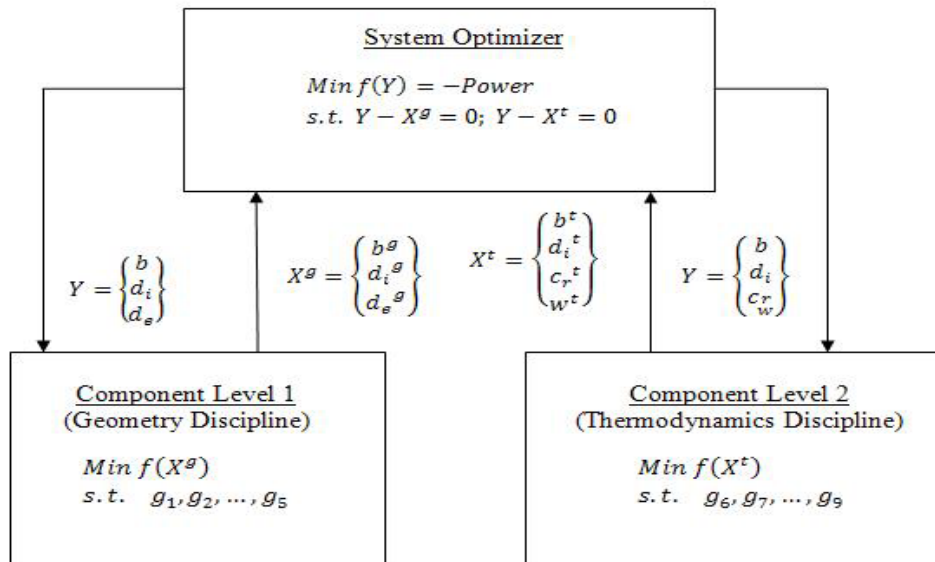 System Optimizer
Min f(Y) = −Power
s.t. Y − X^g = 0; Y − X^t = 0
Y = {b d_i d_e}
X^g = {b^g d_i^g d_e^g}
X^t = {b^t d_i^t c_r^t w^t}
Y = {b d_i c_r w}
Component Level 1
(Geometry Discipline)
Min f(X^g)
s.t. g_1, g_2, ..., g_5
Component Level 2
(Thermodynamics Discipline)
Min f(X^t)
s.t. g_6, g_7, ..., g_9